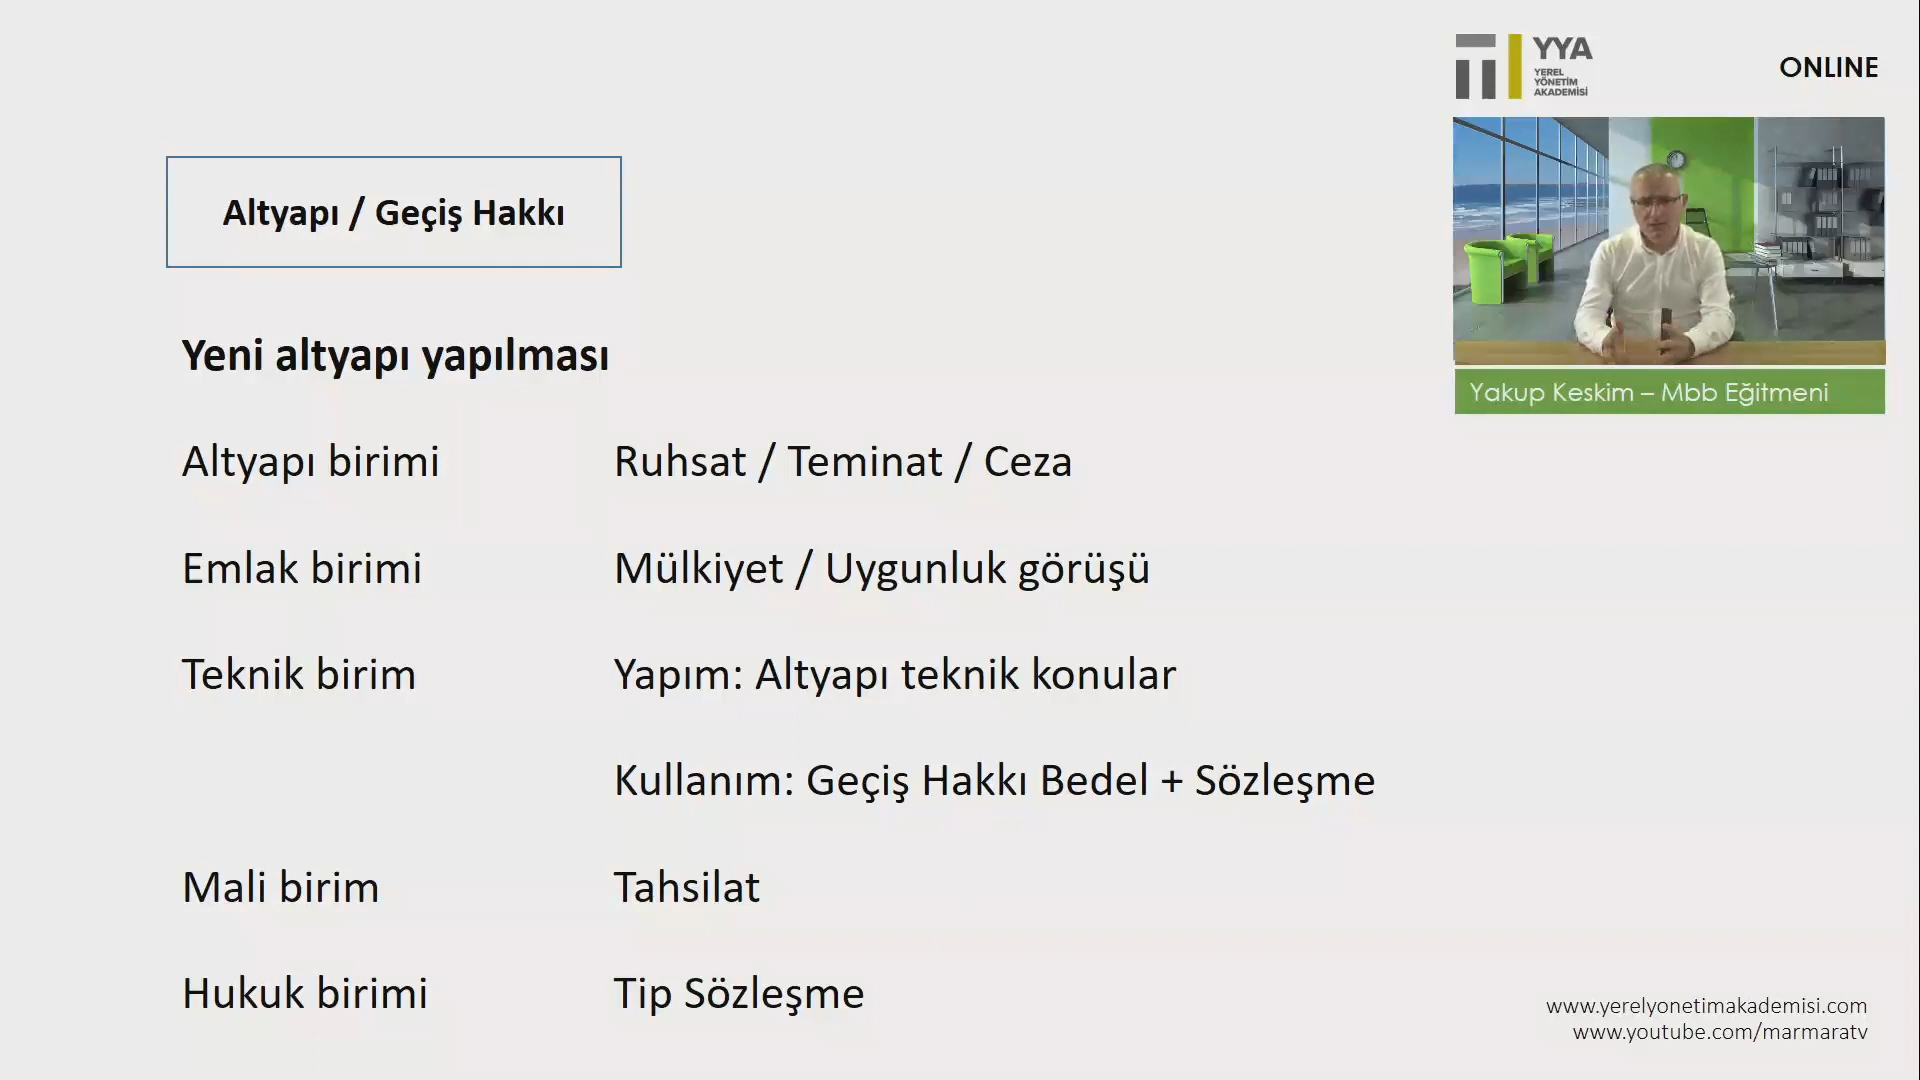 YYA
YEREL
YÖNETİM
AKADEMİSİ
ONLINE
Altyapı / Geçiş Hakkı
Yakup Keskim – Mbb Eğitmeni
Yeni altyapı yapılması
Altyapı birimi Ruhsat / Teminat / Ceza
Emlak birimi Mülkiyet / Uygunluk görüşü
Teknik birim Yapım: Altyapı teknik konular
Kullanım: Geçiş Hakkı Bedel + Sözleşme
Mali birim Tahsilat
Hukuk birimi Tip Sözleşme
www.yerelyonetimakademisi.com
www.youtube.com/marmaratv